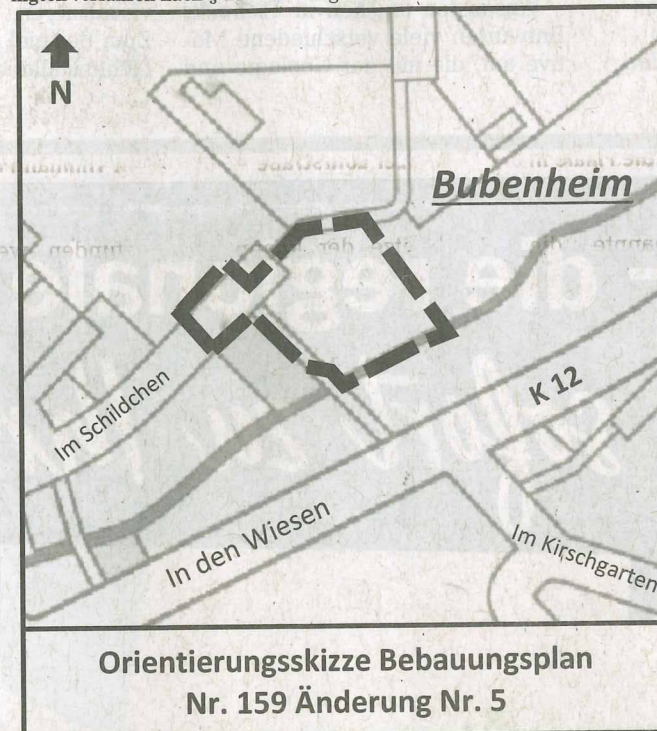 N
Bubenheim
K 12
Im Schildchen
In den Wiesen
Im Kirschgarten
Orientierungsskizze Bebauungsplan
Nr. 159 Änderung Nr. 5